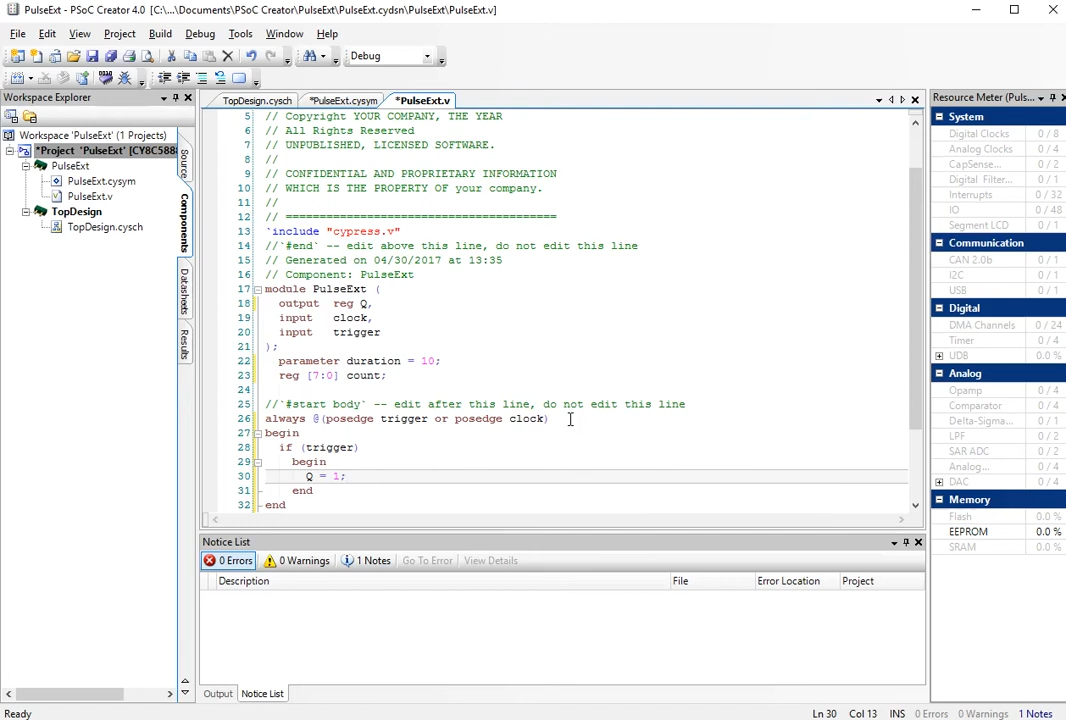 PulseExt - PSoC Creator 4.0 [C:\...\Documents\PSoC Creator\PulseExt\PulseExt.cydsn\PulseExt\PulseExt.v]
File Edit View Project Build Debug Tools Window Help
Debug
Workspace Explorer
Workspace 'PulseExt' (1 Projects)
*Project 'PulseExt' [CY8C588
PulseExt
PulseExt.cysym
PulseExt.v
TopDesign
TopDesign.cysch
Source
Components
Datasheets
Results
TopDesign.cysch *PulseExt.cysym *PulseExt.v
5 // Copyright YOUR COMPANY, THE YEAR
6 // All Rights Reserved
7 // UNPUBLISHED, LICENSED SOFTWARE.
8 //
9 // CONFIDENTIAL AND PROPRIETARY INFORMATION
10 // WHICH IS THE PROPERTY OF your company.
11 //
12 // ========================================
13 `include "cypress.v"
14 //`#end` -- edit above this line, do not edit this line
15 // Generated on 04/30/2017 at 13:35
16 // Component: PulseExt
17 module PulseExt (
18 output reg Q,
19 input clock,
20 input trigger
21 );
22 parameter duration = 10;
23 reg [7:0] count;
24
25 //`#start body` -- edit after this line, do not edit this line
26 always @(posedge trigger or posedge clock)
27 begin
28 if (trigger)
29 begin
30 Q = 1;
31 end
32 end
Notice List
0 Errors 0 Warnings 1 Notes Go To Error View Details
Description File Error Location Project
Output Notice List
Resource Meter (Puls...
System
Digital Clocks 0 / 8
Analog Clocks 0 / 4
CapSense... 0 / 2
Digital Filter... 0 / 1
Interrupts 0 / 32
IO 0 / 48
Segment LCD 0 / 1
Communication
CAN 2.0b 0 / 1
I2C 0 / 1
USB 0 / 1
Digital
DMA Channels 0 / 24
Timer 0 / 4
UDB 0.0 %
Analog
Opamp 0 / 4
Comparator 0 / 4
Delta-Sigma... 0 / 1
LPF 0 / 2
SAR ADC 0 / 2
Analog... 0 / 4
DAC 0 / 4
Memory
Flash 0.0 %
EEPROM 0.0 %
SRAM 0.0 %
Ready Ln 30 Col 13 INS 0 Errors 0 Warnings 1 Notes